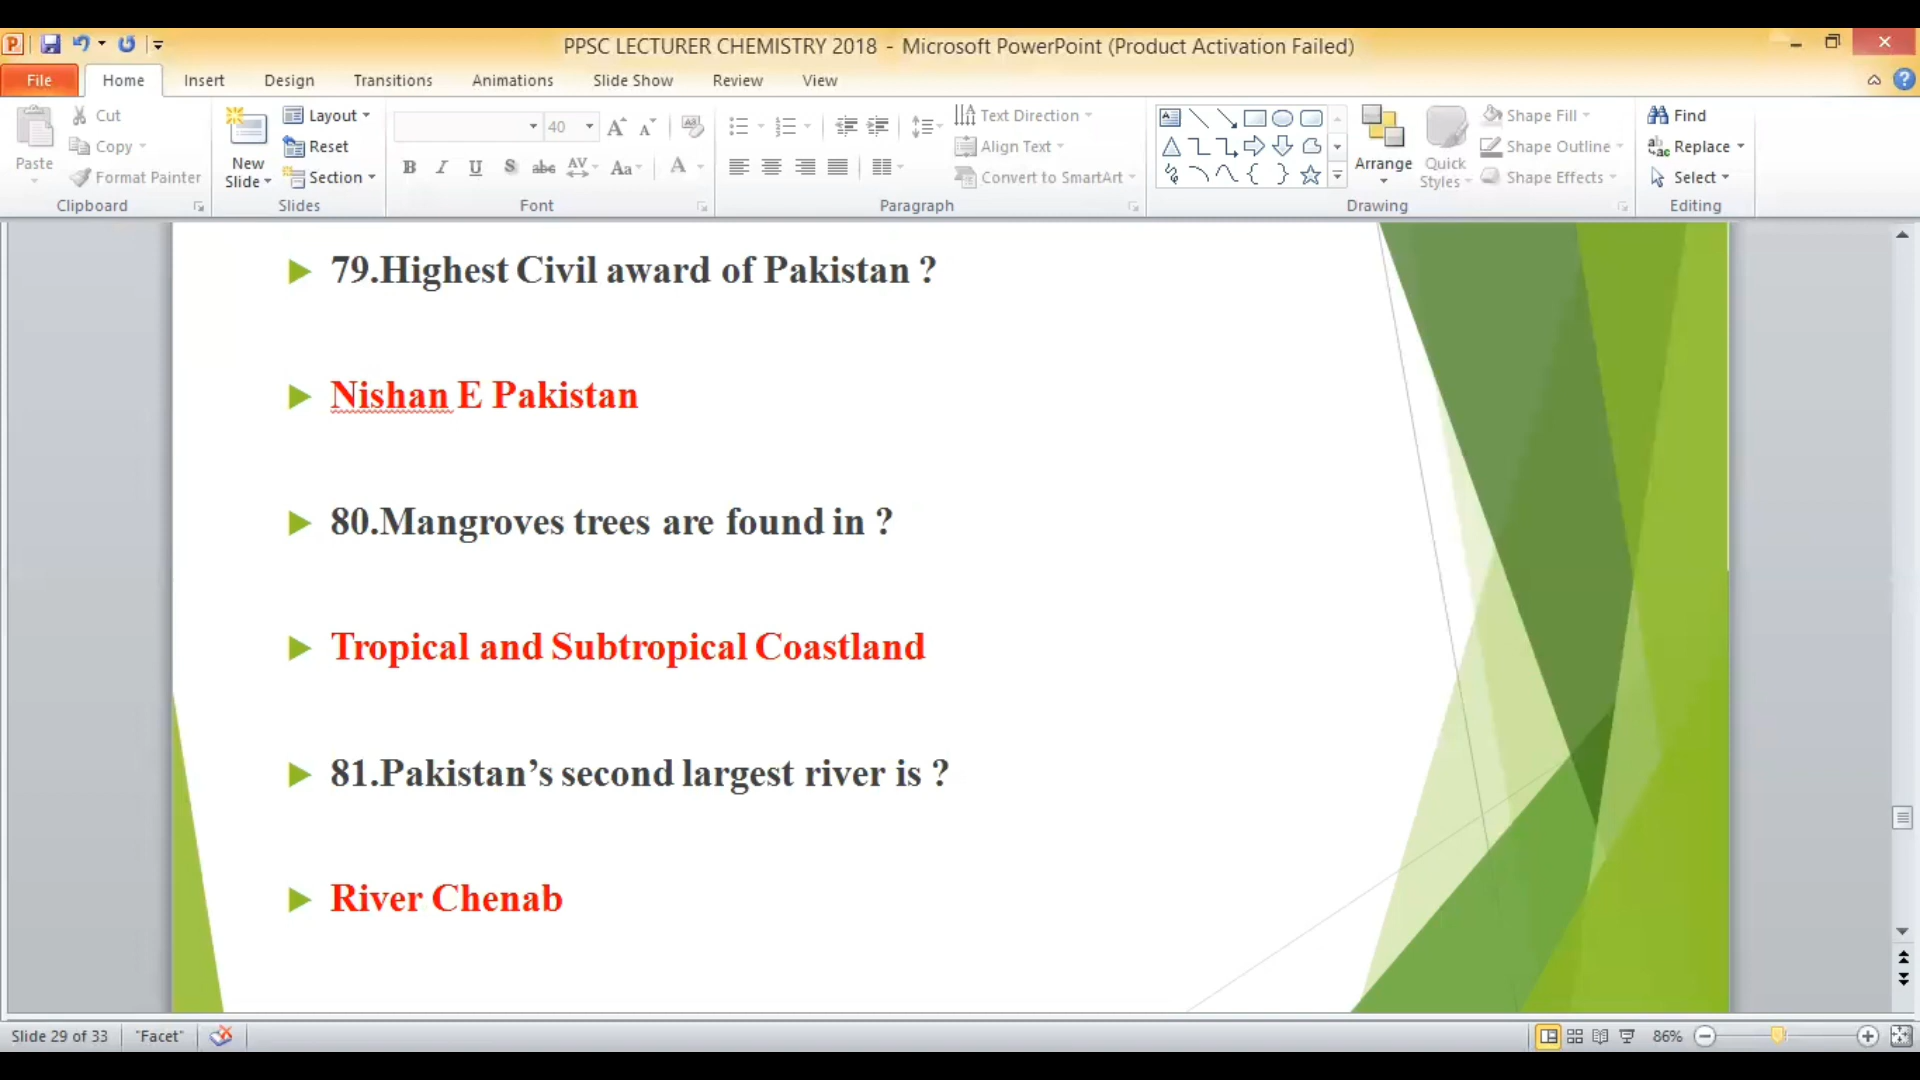 PPSC LECTURER CHEMISTRY 2018 - Microsoft PowerPoint (Product Activation Failed)
File Home Insert Design Transitions Animations Slide Show Review View
Paste
Cut
Copy
Format Painter
Clipboard
New Slide
Layout
Reset
Section
Slides
40
B I U S abc AV Aa A
Font
Text Direction
Align Text
Convert to SmartArt
Paragraph
Arrange
Quick Styles
Shape Fill
Shape Outline
Shape Effects
Drawing
Find
Replace
Select
Editing
79.Highest Civil award of Pakistan ?
Nishan E Pakistan
80.Mangroves trees are found in ?
Tropical and Subtropical Coastland
81.Pakistan’s second largest river is ?
River Chenab
Slide 29 of 33 "Facet" 86%